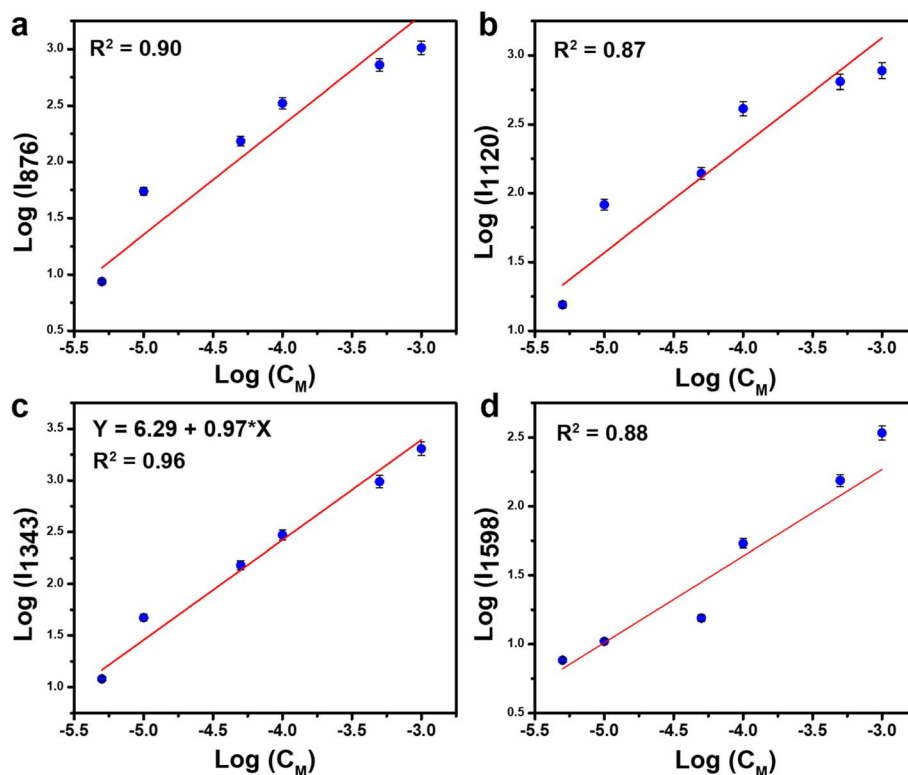 a
R² = 0.90
Log (I876)
3.0
2.5
2.0
1.5
1.0
0.5
-5.5 -5.0 -4.5 -4.0 -3.5 -3.0
Log (CM)
b
R² = 0.87
Log (I1120)
3.0
2.5
2.0
1.5
1.0
-5.5 -5.0 -4.5 -4.0 -3.5 -3.0
Log (CM)
c
Y = 6.29 + 0.97*X
R² = 0.96
Log (I1343)
3.5
3.0
2.5
2.0
1.5
1.0
-5.5 -5.0 -4.5 -4.0 -3.5 -3.0
Log (CM)
d
R² = 0.88
Log (I1598)
2.5
2.0
1.5
1.0
0.5
-5.5 -5.0 -4.5 -4.0 -3.5 -3.0
Log (CM)